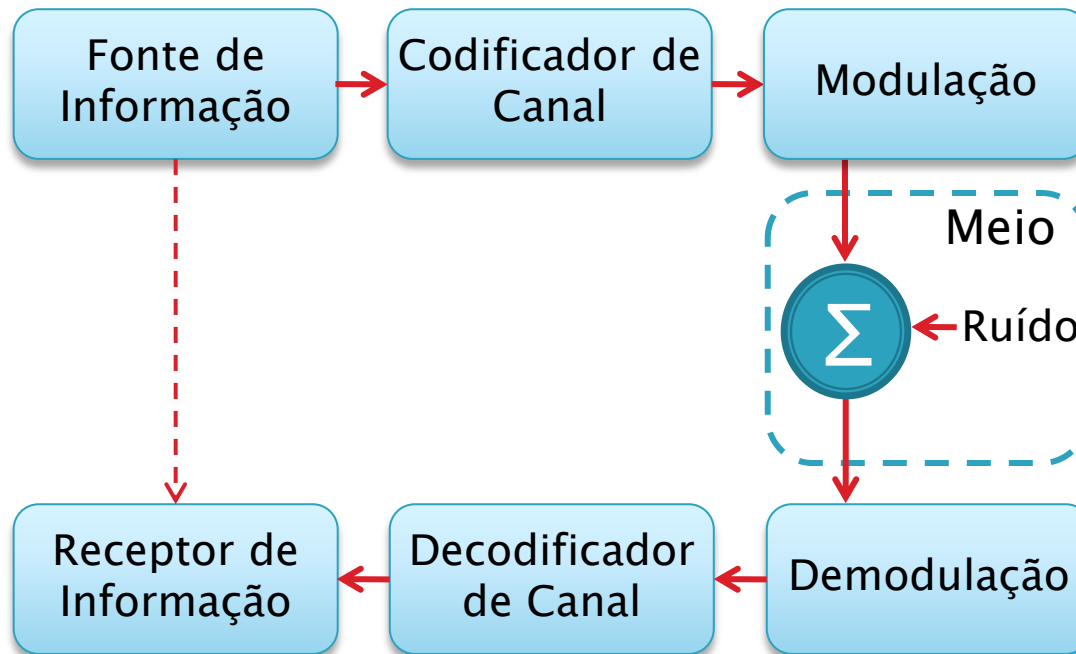 Fonte de
Informação
Codificador de
Canal
Modulação
Meio
Σ
Ruído
Receptor de
Informação
Decodificador
de Canal
Demodulação